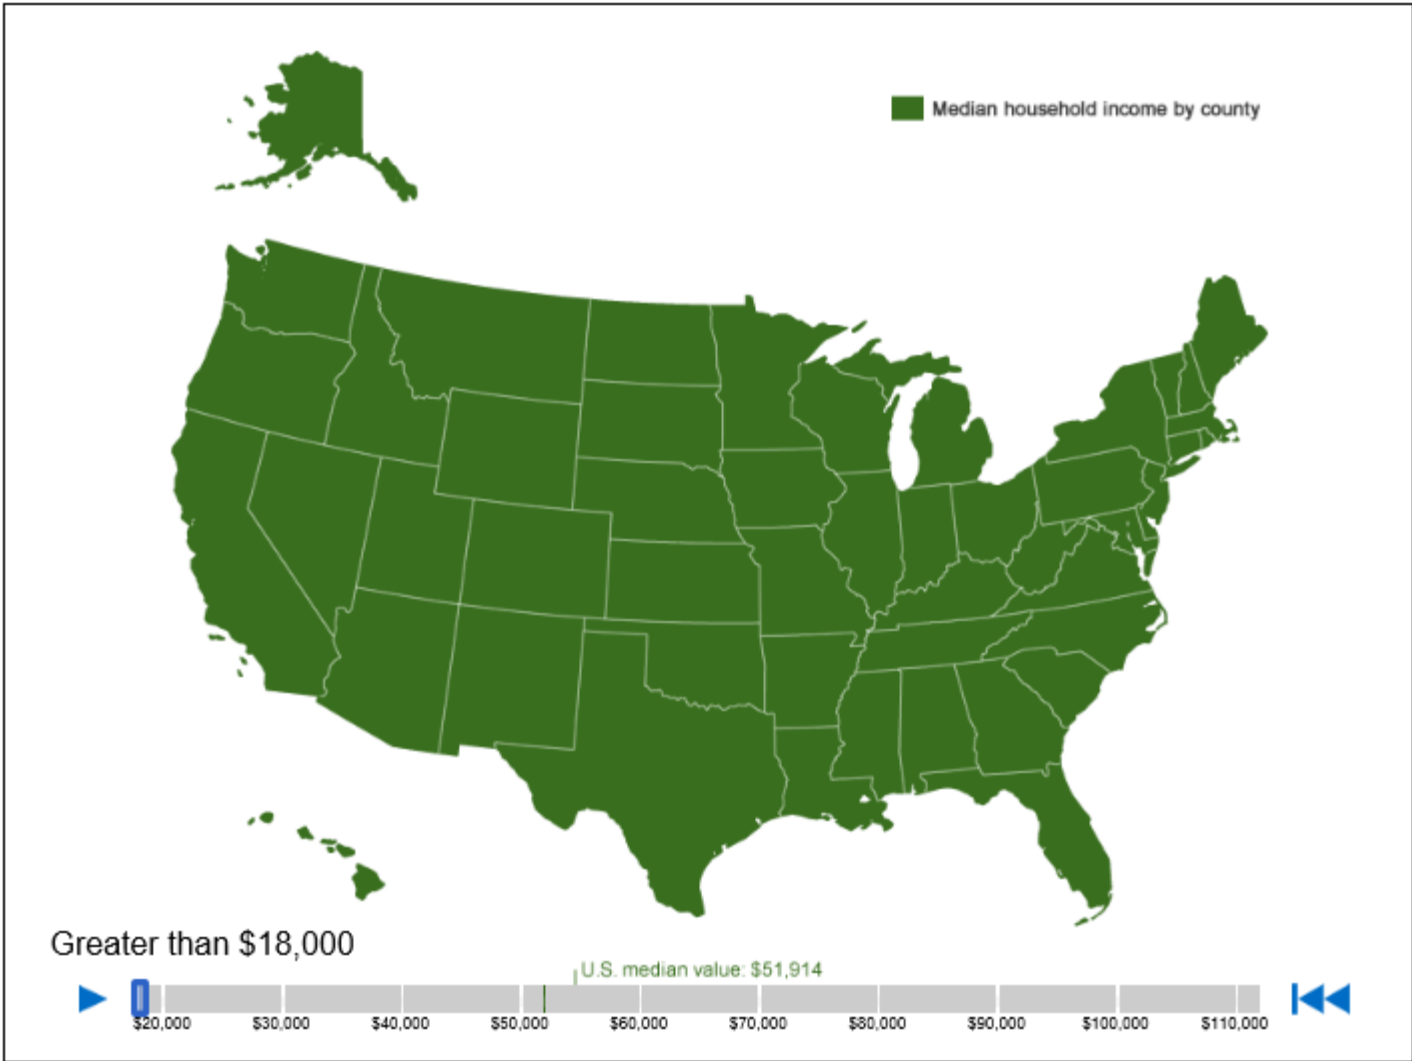 Median household income by county
Greater than $18,000
U.S. median value: $51,914
$20,000 $30,000 $40,000 $50,000 $60,000 $70,000 $80,000 $90,000 $100,000 $110,000